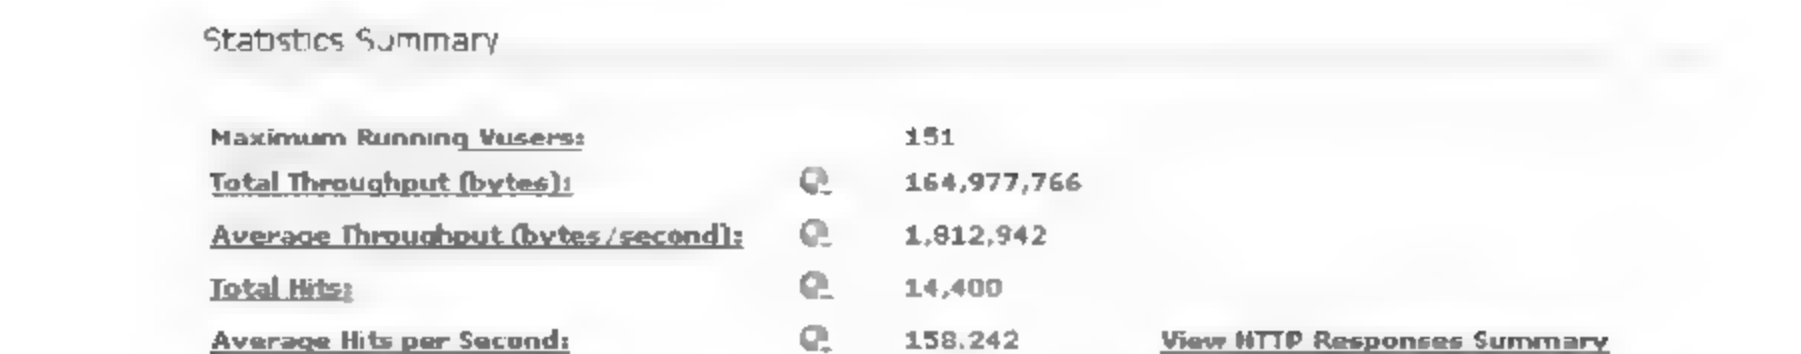 Statistics Summary
Maximum Running Vusers: 151
Total Throughput (bytes): 164,977,766
Average Throughput (bytes/second): 1,812,942
Total Hits: 14,400
Average Hits per Second: 158.242 View HTTP Responses Summary